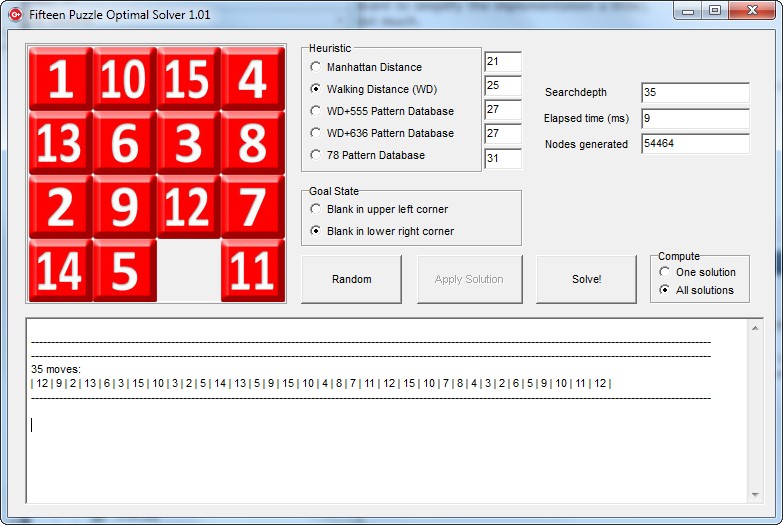 Fifteen Puzzle Optimal Solver 1.01
1 10 15 4
13 6 3 8
2 9 12 7
14 5 11
Heuristic
Manhattan Distance 21
Walking Distance (WD) 25
WD+555 Pattern Database 27
WD+636 Pattern Database 27
78 Pattern Database 31
Searchdepth 35
Elapsed time (ms) 9
Nodes generated 54464
Goal State
Blank in upper left corner
Blank in lower right corner
Random
Apply Solution
Solve!
Compute
One solution
All solutions
35 moves:
| 12 | 9 | 2 | 13 | 6 | 3 | 15 | 10 | 3 | 2 | 5 | 14 | 13 | 5 | 9 | 15 | 10 | 4 | 8 | 7 | 11 | 12 | 15 | 10 | 7 | 8 | 4 | 3 | 2 | 6 | 5 | 9 | 10 | 11 | 12 |